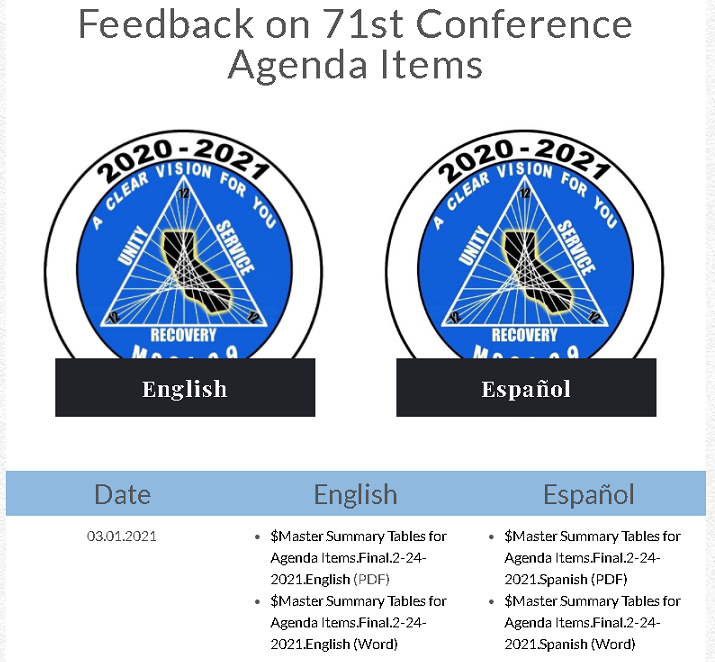 Feedback on 71st Conference
Agenda Items
2020 - 2021
A CLEAR VISION FOR YOU
12
UNITY
SERVICE
12
12
RECOVERY
English
2020 - 2021
A CLEAR VISION FOR YOU
12
UNITY
SERVICE
12
12
RECOVERY
Español
Date
English
Español
03.01.2021
• $Master Summary Tables for
Agenda Items.Final.2-24-
2021.English (PDF)
• $Master Summary Tables for
Agenda Items.Final.2-24-
2021.English (Word)
• $Master Summary Tables for
Agenda Items.Final.2-24-
2021.Spanish (PDF)
• $Master Summary Tables for
Agenda Items.Final.2-24-
2021.Spanish (Word)